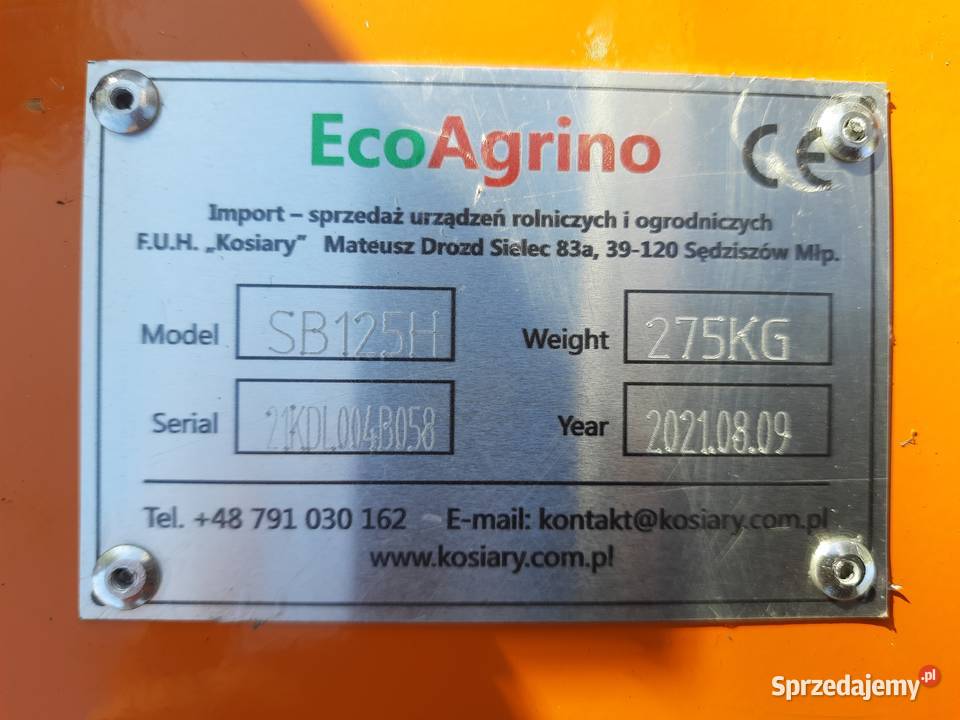 EcoAgrino CE
Import – sprzedaż urządzeń rolniczych i ogrodniczych
F.U.H. „Kosiary” Mateusz Drozd Sielec 83a, 39-120 Sędziszów Młp.
Model SB125H Weight 275KG
Serial 21KDL004B058 Year 2021.08.09
Tel. +48 791 030 162 E-mail: kontakt@kosiary.com.pl
www.kosiary.com.pl
Sprzedajemy.pl